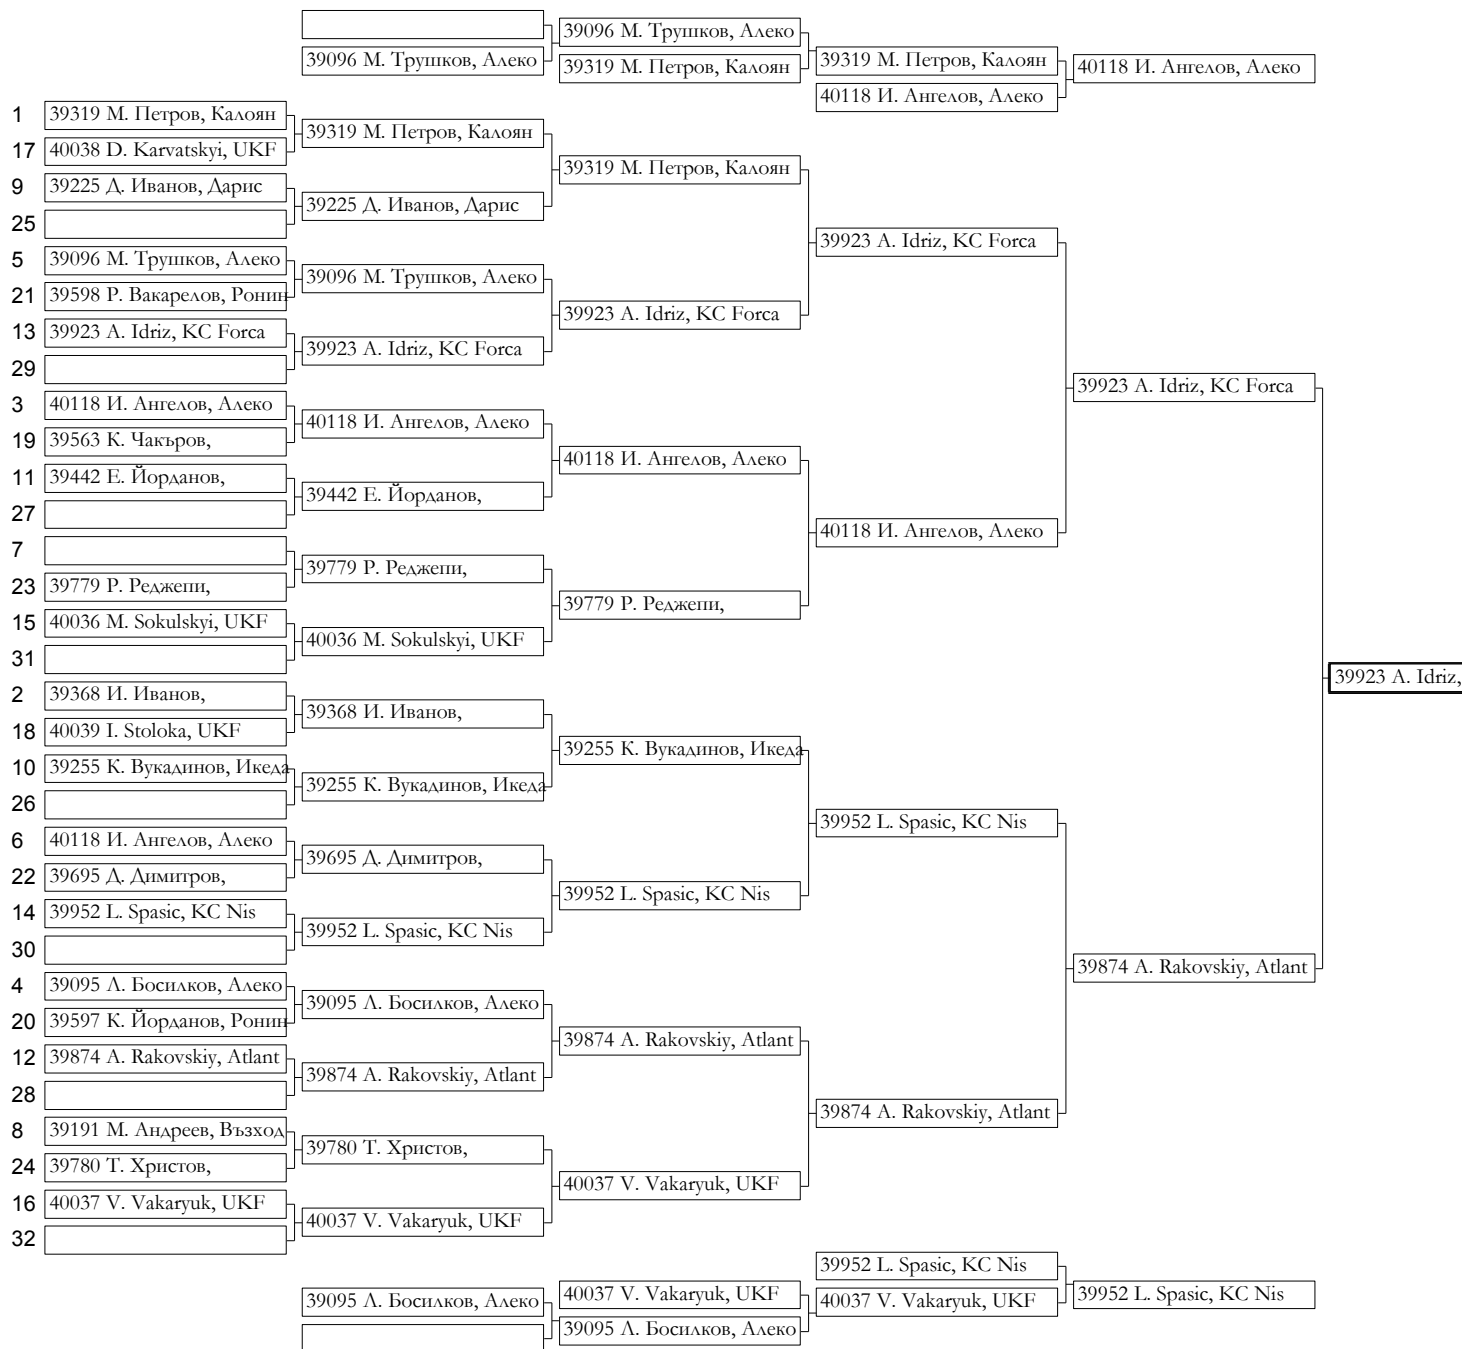 39096 М. Трушков, Алеко
39096 М. Трушков, Алеко
39319 М. Петров, Калоян
39319 М. Петров, Калоян
40118 И. Ангелов, Алеко
40118 И. Ангелов, Алеко
1 39319 М. Петров, Калоян
17 40038 D. Karvatskyi, UKF
9 39225 Д. Иванов, Дарис
25
5 39096 М. Трушков, Алеко
21 39598 Р. Вакарелов, Ронин
13 39923 A. Idriz, KC Forca
29
3 40118 И. Ангелов, Алеко
19 39563 К. Чакъров,
11 39442 Е. Йорданов,
27
7
23 39779 Р. Реджепи,
15 40036 M. Sokulskyi, UKF
31
2 39368 И. Иванов,
18 40039 I. Stoloka, UKF
10 39255 К. Вукадинов, Икеда
26
6 40118 И. Ангелов, Алеко
22 39695 Д. Димитров,
14 39952 L. Spasic, KC Nis
30
4 39095 Л. Босилков, Алеко
20 39597 К. Йорданов, Ронин
12 39874 A. Rakovskiy, Atlant
28
8 39191 М. Андреев, Възход
24 39780 Т. Христов,
16 40037 V. Vakaryuk, UKF
32
39319 М. Петров, Калоян
39225 Д. Иванов, Дарис
39096 М. Трушков, Алеко
39923 A. Idriz, KC Forca
40118 И. Ангелов, Алеко
39442 Е. Йорданов,
39779 Р. Реджепи,
40036 M. Sokulskyi, UKF
39368 И. Иванов,
39255 К. Вукадинов, Икеда
39695 Д. Димитров,
39952 L. Spasic, KC Nis
39095 Л. Босилков, Алеко
39874 A. Rakovskiy, Atlant
39780 Т. Христов,
40037 V. Vakaryuk, UKF
39319 М. Петров, Калоян
39923 A. Idriz, KC Forca
40118 И. Ангелов, Алеко
39779 Р. Реджепи,
39255 К. Вукадинов, Икеда
39952 L. Spasic, KC Nis
39874 A. Rakovskiy, Atlant
40037 V. Vakaryuk, UKF
39923 A. Idriz, KC Forca
40118 И. Ангелов, Алеко
39952 L. Spasic, KC Nis
39874 A. Rakovskiy, Atlant
39923 A. Idriz, KC Forca
39874 A. Rakovskiy, Atlant
39923 A. Idriz,
39095 Л. Босилков, Алеко
40037 V. Vakaryuk, UKF
39095 Л. Босилков, Алеко
39952 L. Spasic, KC Nis
40037 V. Vakaryuk, UKF
39952 L. Spasic, KC Nis